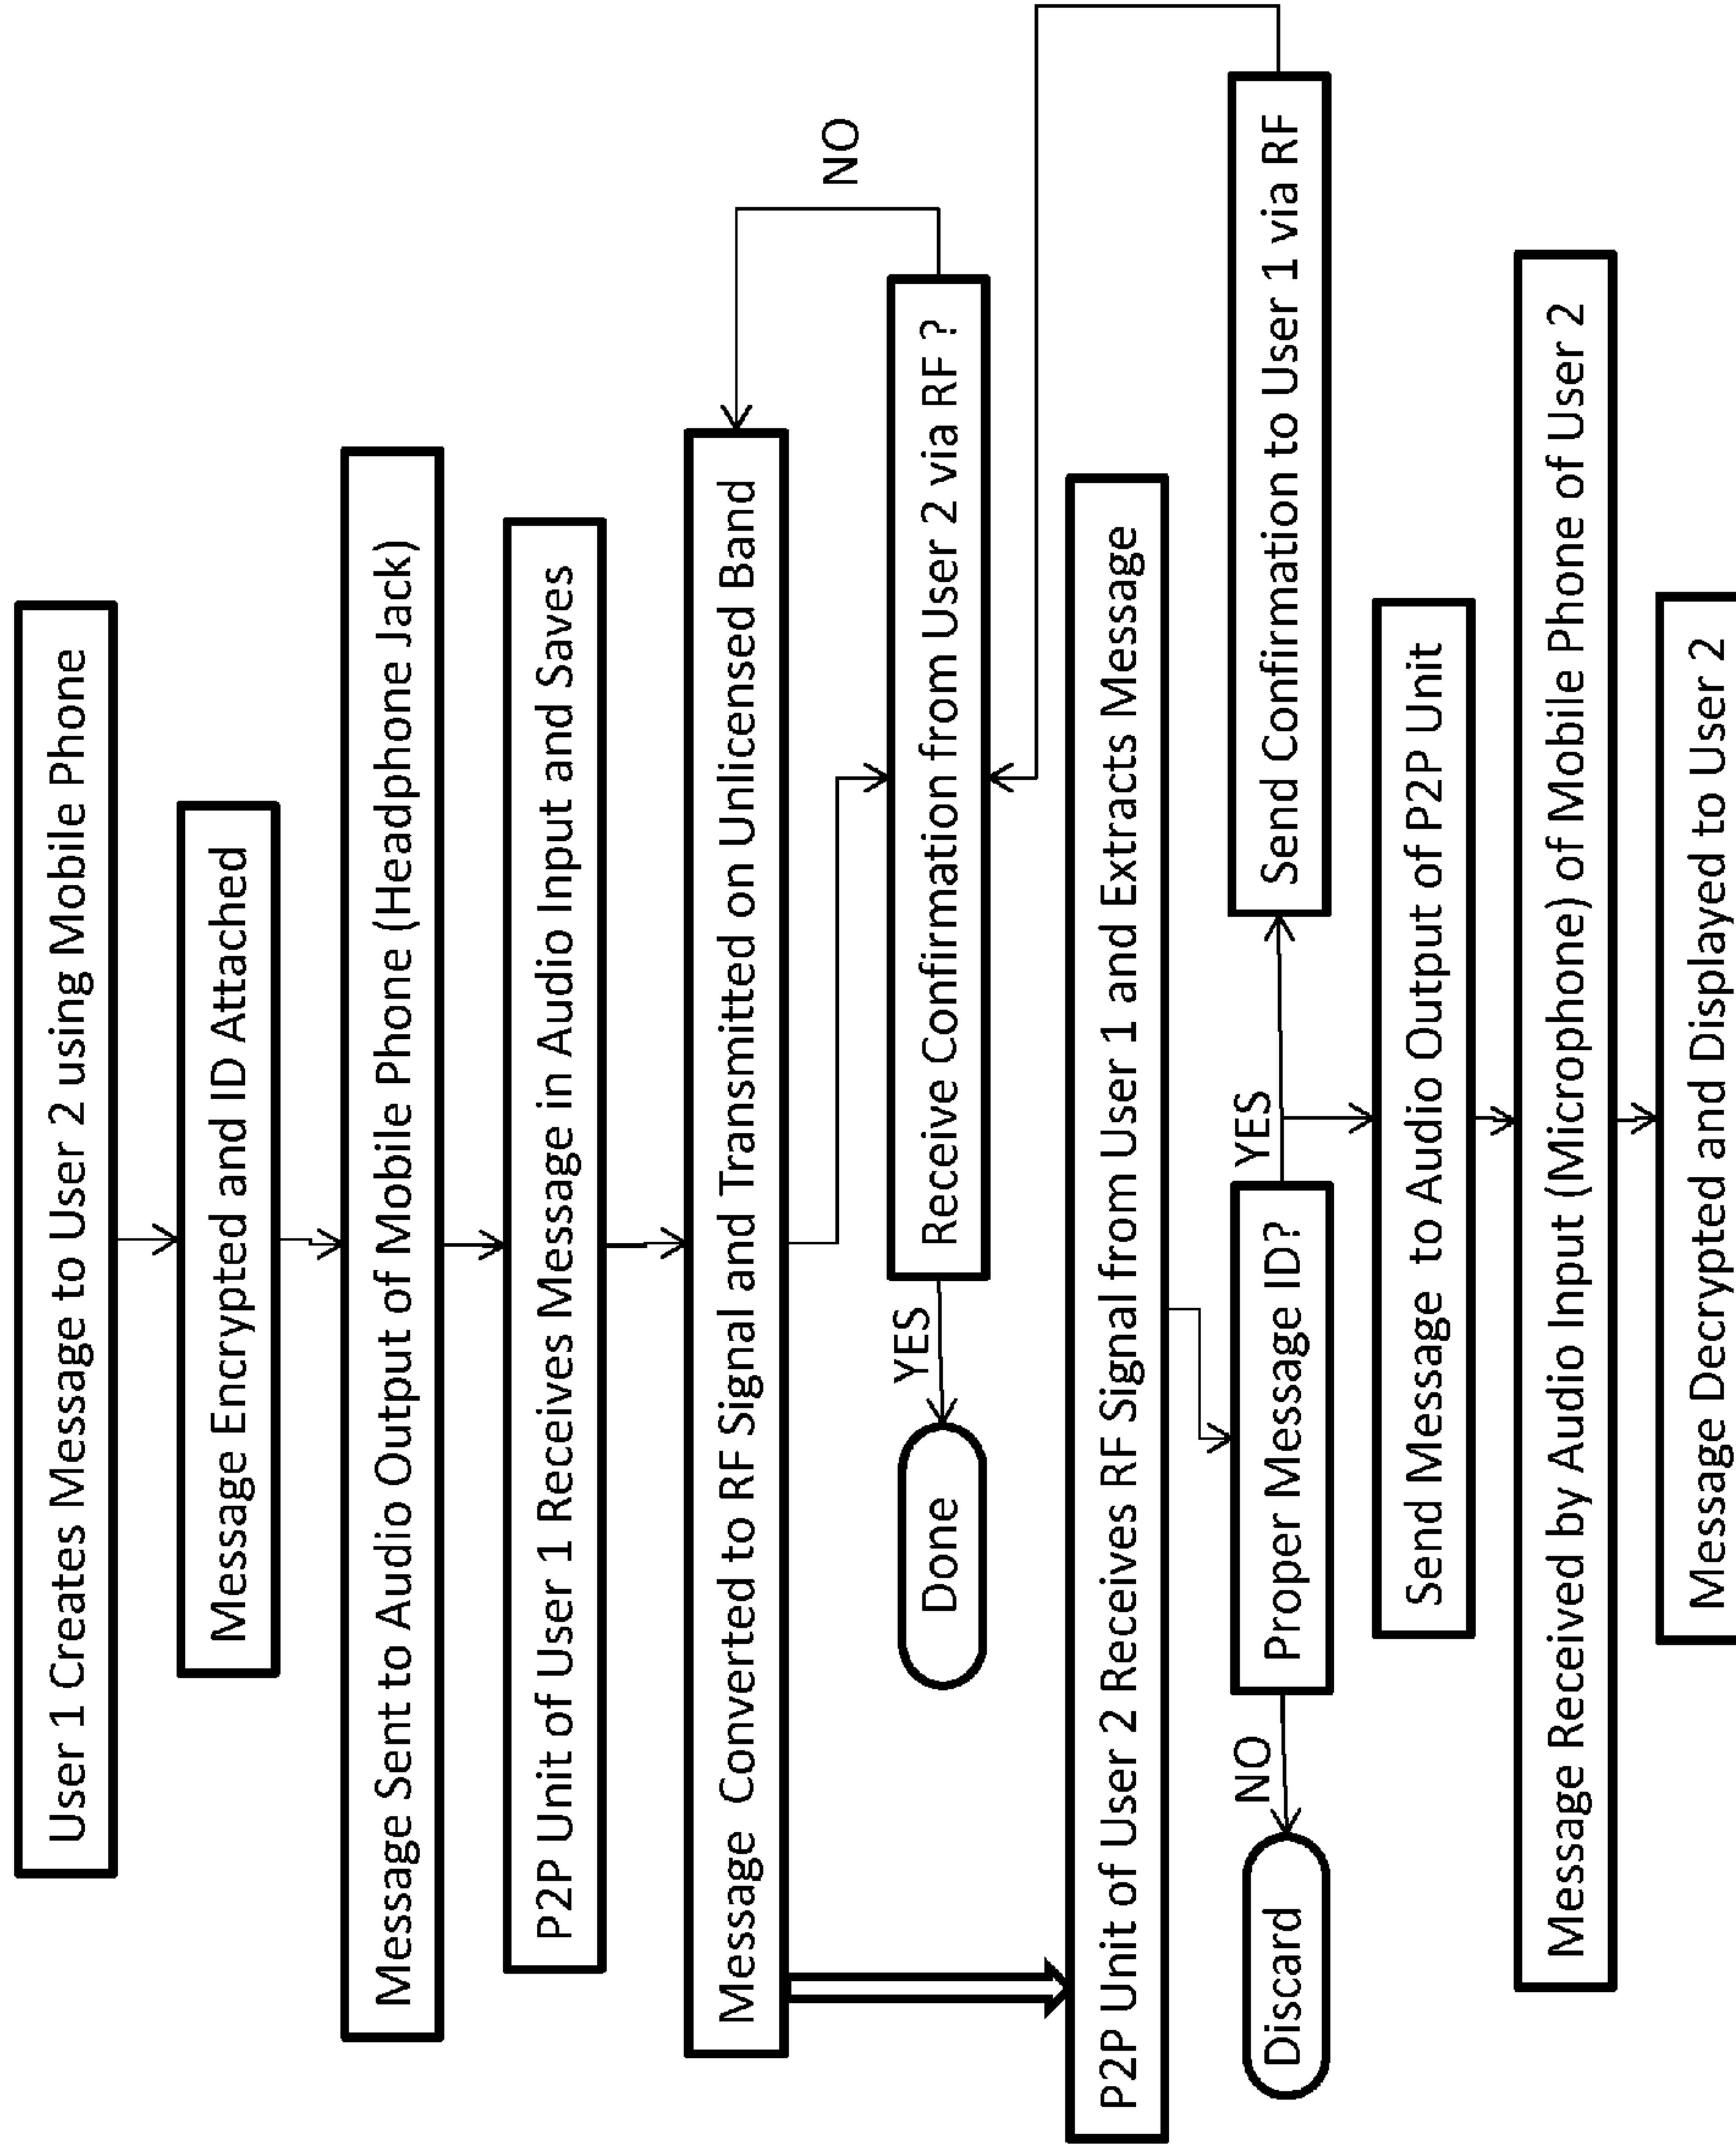 User 1 Creates Message to User 2 using Mobile Phone
Message Encrypted and ID Attached
Message Sent to Audio Output of Mobile Phone (Headphone Jack)
P2P Unit of User 1 Receives Message in Audio Input and Saves
Message Converted to RF Signal and Transmitted on Unlicensed Band
NO
Done
YES
Receive Confirmation from User 2 via RF ?
P2P Unit of User 2 Receives RF Signal from User 1 and Extracts Message
Discard
NO
Proper Message ID?
YES
Send Confirmation to User 1 via RF
Send Message to Audio Output of P2P Unit
Message Received by Audio Input (Microphone) of Mobile Phone of User 2
Message Decrypted and Displayed to User 2